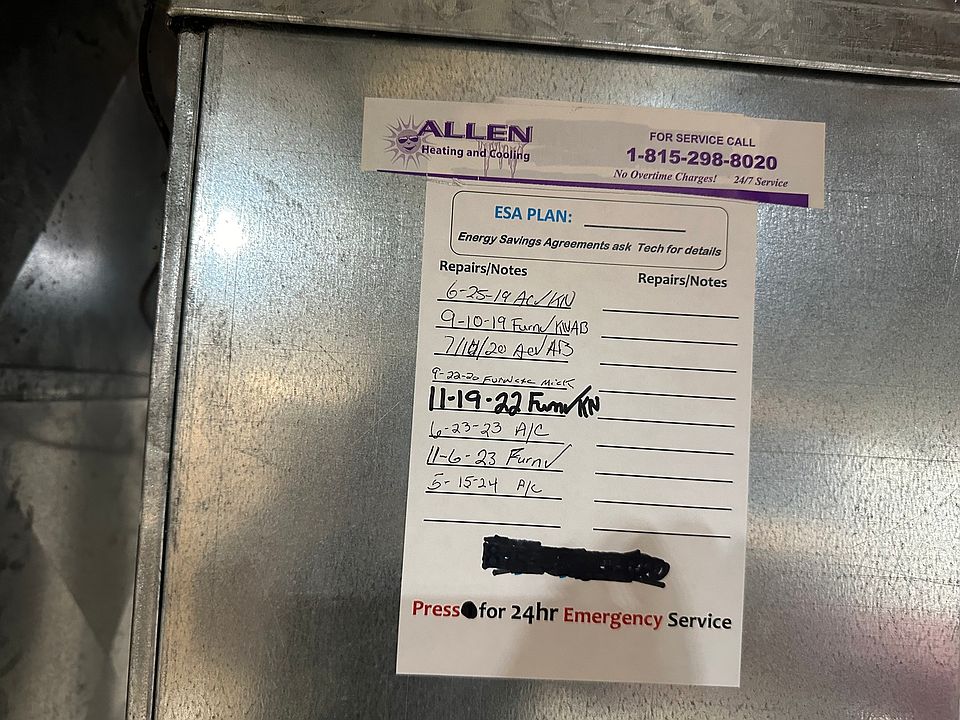 ALLEN
Heating and Cooling
FOR SERVICE CALL
1-815-298-8020
No Overtime Charges! 24/7 Service
ESA PLAN:
Energy Savings Agreements ask Tech for details
Repairs/Notes
6-25-19 AC✓KN
9-10-19 Furn✓KN/AB
7/14/20 AC✓AB
9-22-20 Furnace Mick
11-19-22 Furn✓KN
6-23-23 A/C
11-6-23 Furn✓
5-15-24 A/C
Repairs/Notes
Press for 24hr Emergency Service